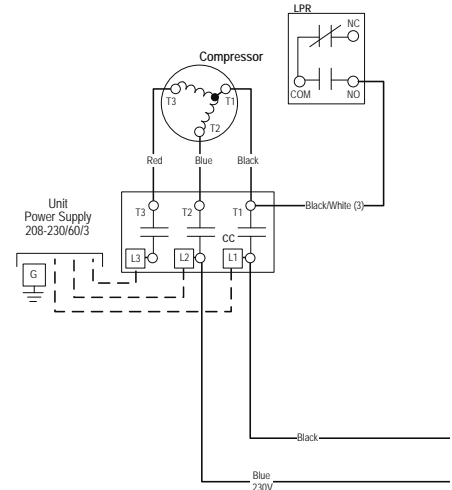 LPR
NC
COM
NO
Compressor
T3
T1
T2
Red
Blue
Black
Black/White (3)
Unit
Power Supply
208-230/60/3
T3
T2
T1
CC
L3
L2
L1
G
Black
Blue
230V